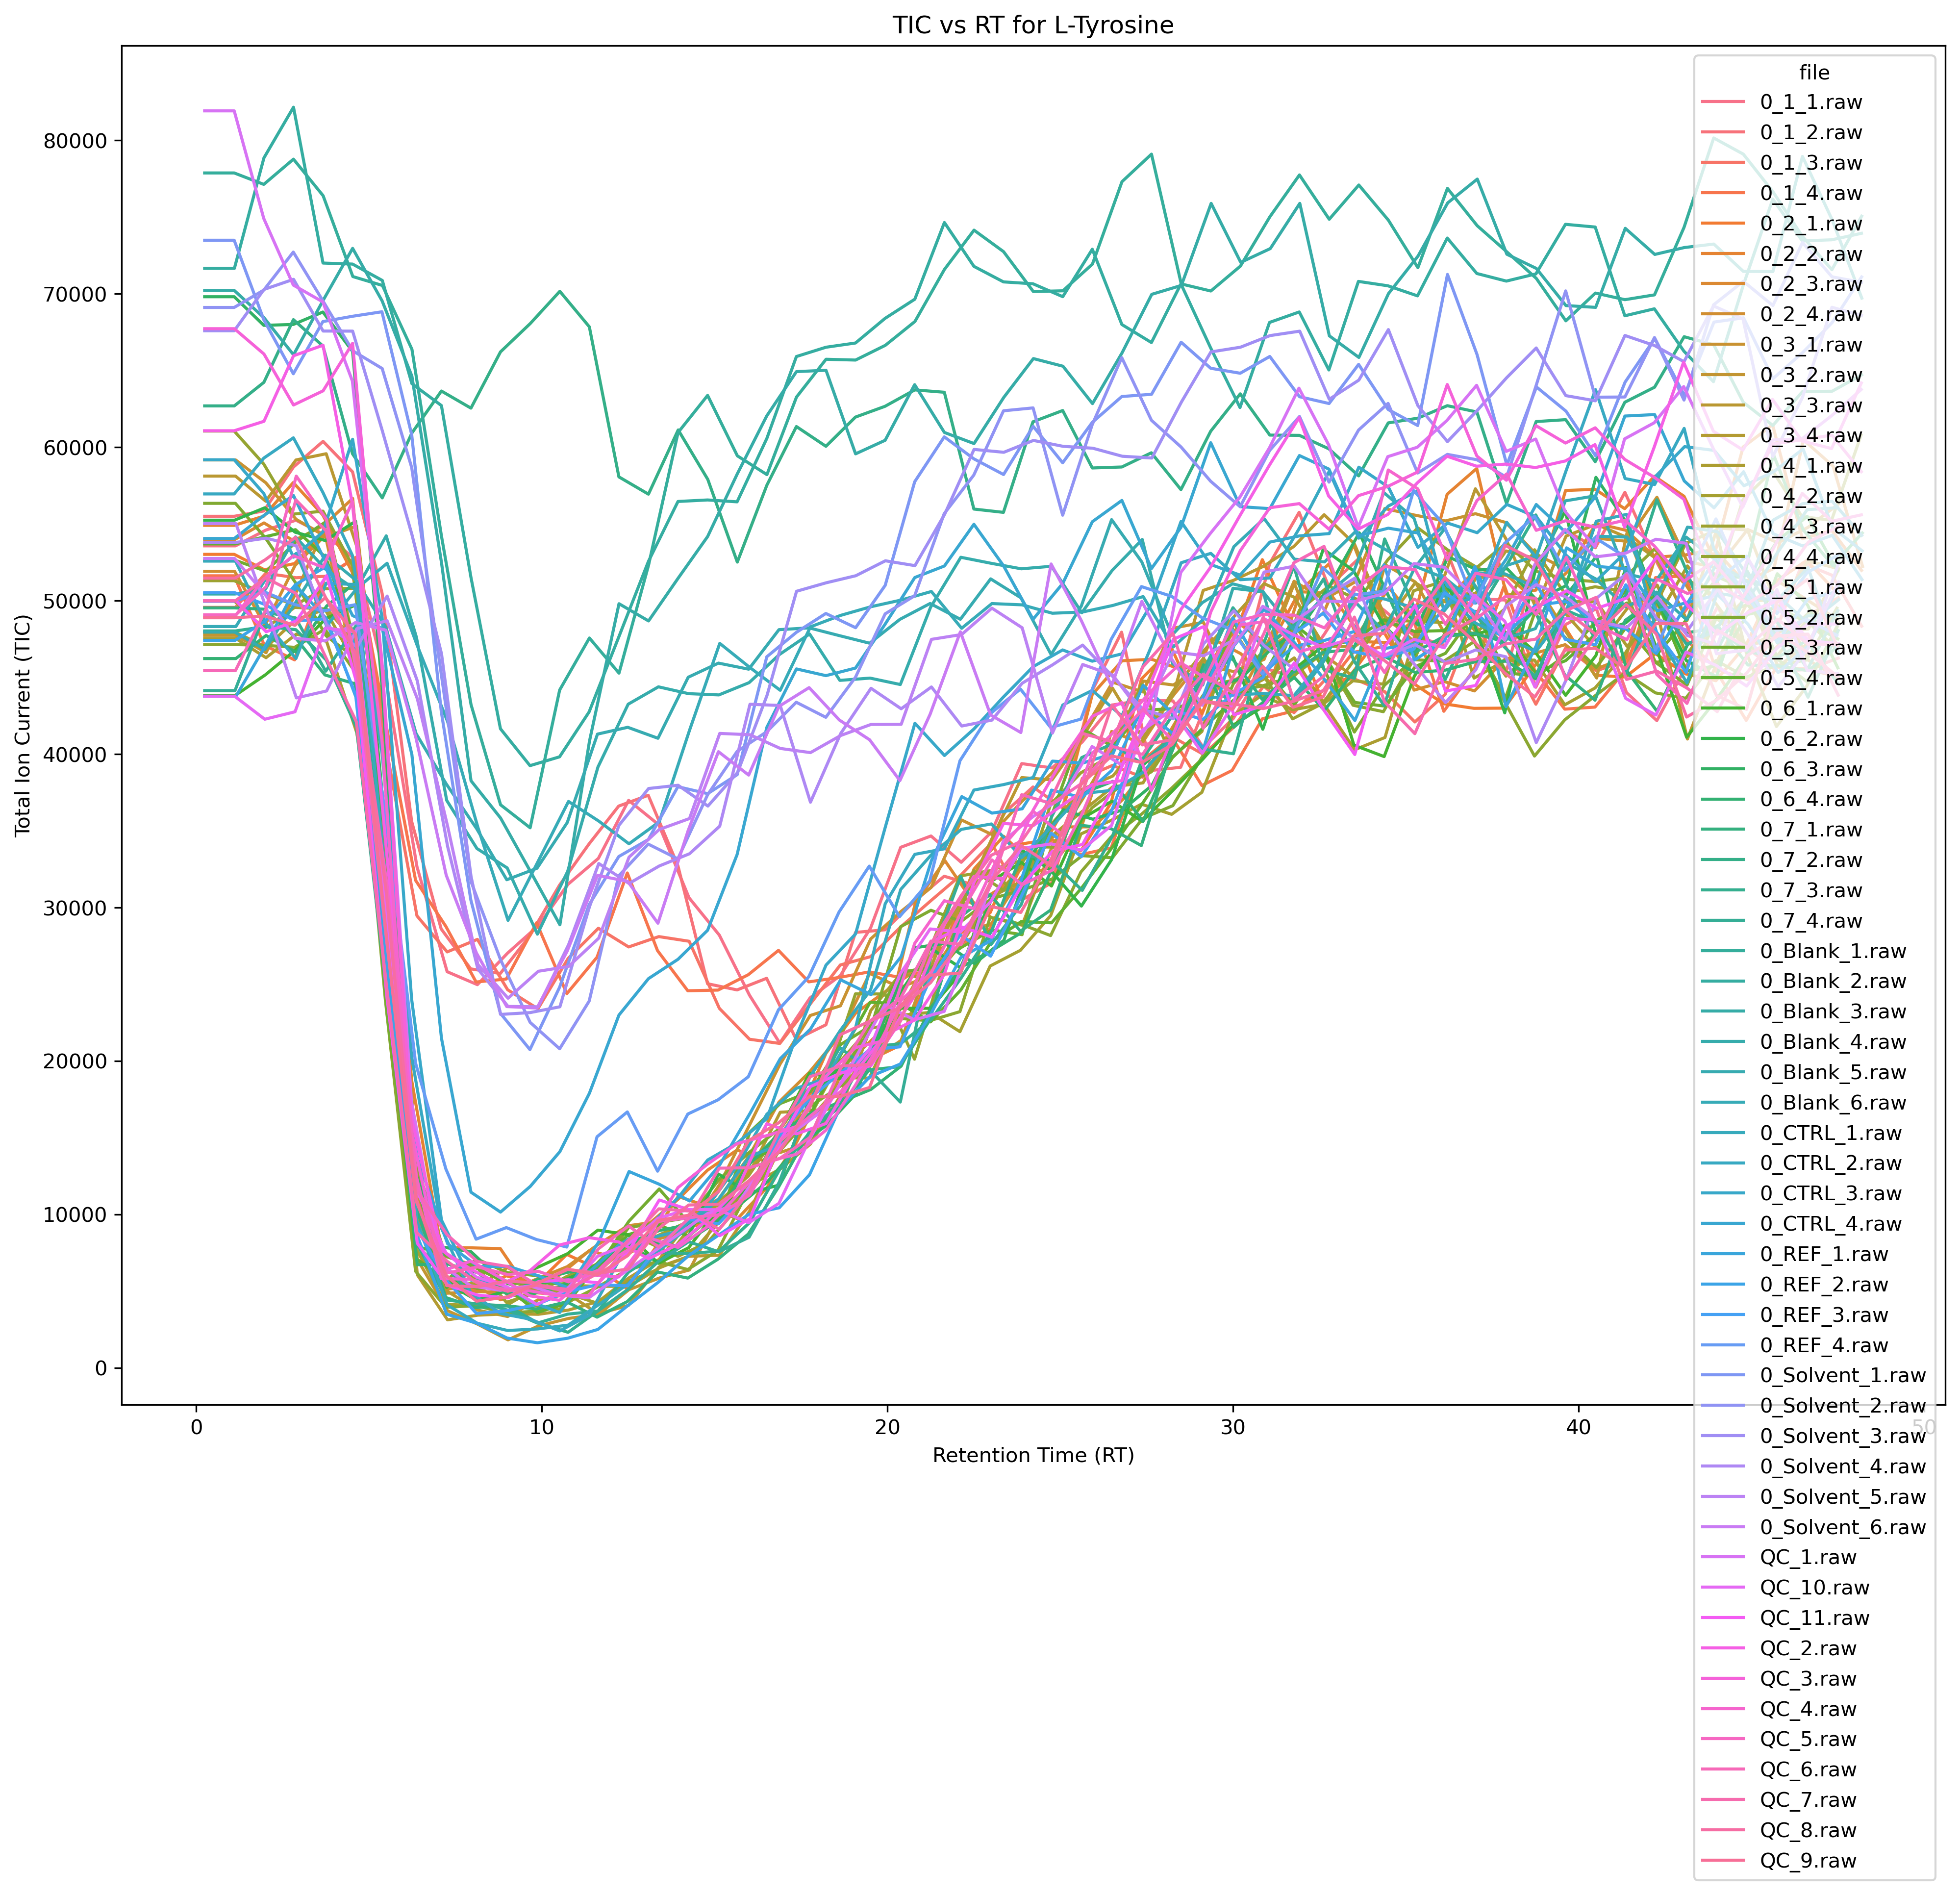 TIC vs RT for L-Tyrosine
Total Ion Current (TIC)
80000
70000
60000
50000
40000
30000
20000
10000
0
0
10
20
30
40
50
Retention Time (RT)
file
0_1_1.raw
0_1_2.raw
0_1_3.raw
0_1_4.raw
0_2_1.raw
0_2_2.raw
0_2_3.raw
0_2_4.raw
0_3_1.raw
0_3_2.raw
0_3_3.raw
0_3_4.raw
0_4_1.raw
0_4_2.raw
0_4_3.raw
0_4_4.raw
0_5_1.raw
0_5_2.raw
0_5_3.raw
0_5_4.raw
0_6_1.raw
0_6_2.raw
0_6_3.raw
0_6_4.raw
0_7_1.raw
0_7_2.raw
0_7_3.raw
0_7_4.raw
0_Blank_1.raw
0_Blank_2.raw
0_Blank_3.raw
0_Blank_4.raw
0_Blank_5.raw
0_Blank_6.raw
0_CTRL_1.raw
0_CTRL_2.raw
0_CTRL_3.raw
0_CTRL_4.raw
0_REF_1.raw
0_REF_2.raw
0_REF_3.raw
0_REF_4.raw
0_Solvent_1.raw
0_Solvent_2.raw
0_Solvent_3.raw
0_Solvent_4.raw
0_Solvent_5.raw
0_Solvent_6.raw
QC_1.raw
QC_10.raw
QC_11.raw
QC_2.raw
QC_3.raw
QC_4.raw
QC_5.raw
QC_6.raw
QC_7.raw
QC_8.raw
QC_9.raw